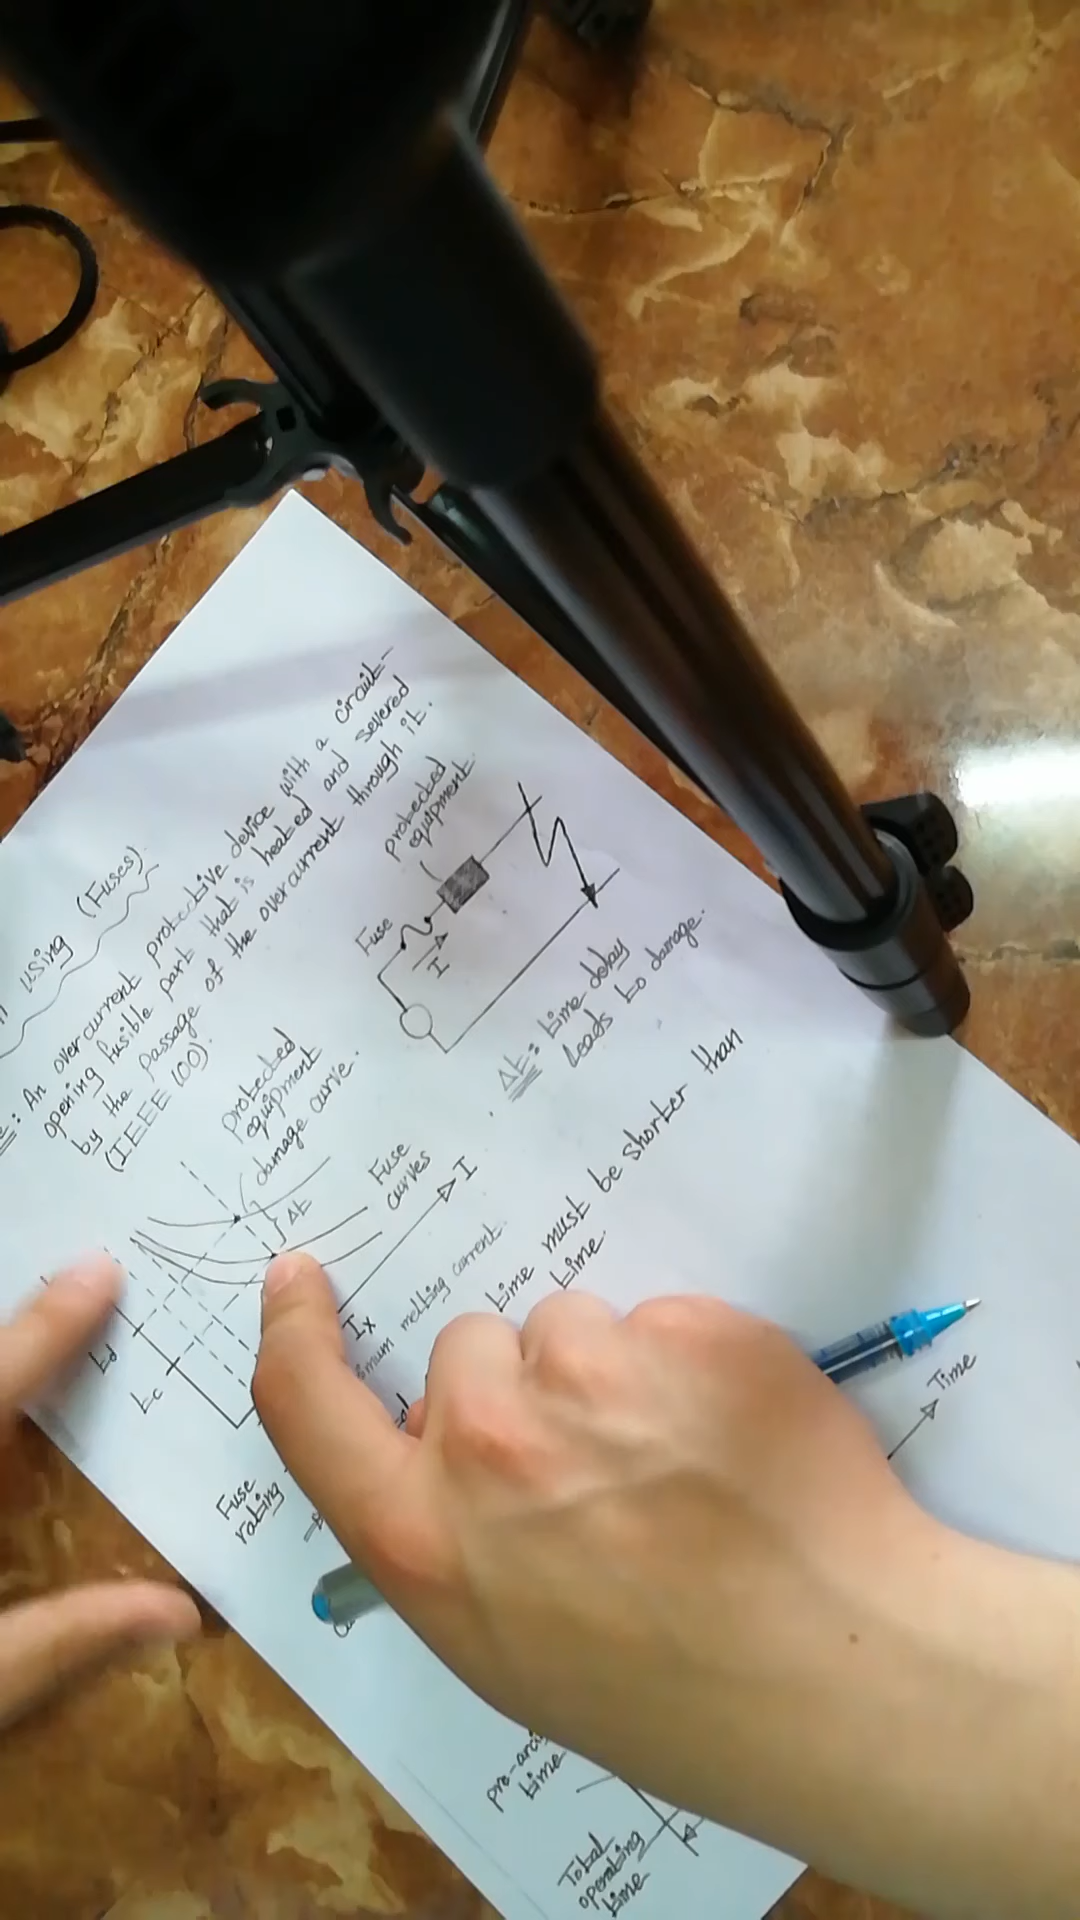 using (Fuses)
: An overcurrent protective device with a circuit-
opening fusible part that is heated and severed
by the passage of the overcurrent through it.
(IEEE 100).
protected
equipment
Fuse
I
protected
equipment
damage curve.
Δt
Fuse
curves
I
Δt: time delay
leads to damage.
td
tc
Ix
melting current.
time must be shorter than
time.
Fuse
rating
Time
time
Total
operating
time